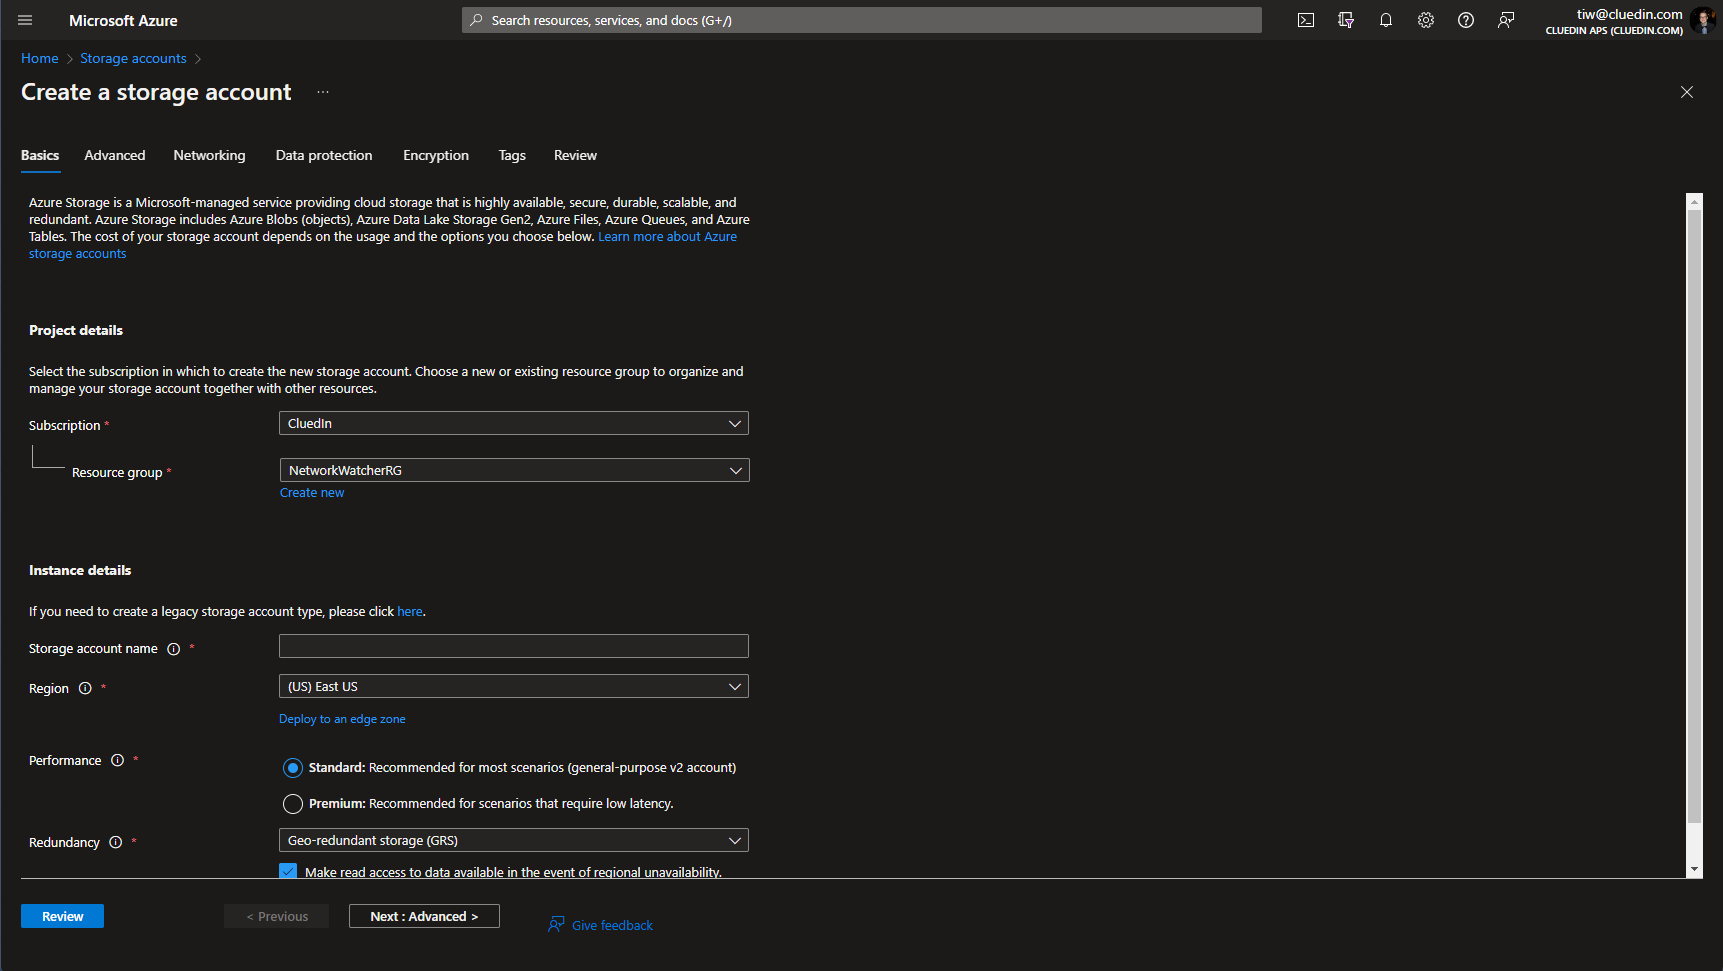 Microsoft Azure
Search resources, services, and docs (G+/)
tiw@cluedin.com
CLUEDIN APS (CLUEDIN.COM)
Home > Storage accounts >
Create a storage account ...
Basics Advanced Networking Data protection Encryption Tags Review
Azure Storage is a Microsoft-managed service providing cloud storage that is highly available, secure, durable, scalable, and
redundant. Azure Storage includes Azure Blobs (objects), Azure Data Lake Storage Gen2, Azure Files, Azure Queues, and Azure
Tables. The cost of your storage account depends on the usage and the options you choose below. Learn more about Azure
storage accounts
Project details
Select the subscription in which to create the new storage account. Choose a new or existing resource group to organize and
manage your storage account together with other resources.
Subscription * CluedIn
Resource group * NetworkWatcherRG
Create new
Instance details
If you need to create a legacy storage account type, please click here.
Storage account name *
Region * (US) East US
Deploy to an edge zone
Performance *
Standard: Recommended for most scenarios (general-purpose v2 account)
Premium: Recommended for scenarios that require low latency.
Redundancy * Geo-redundant storage (GRS)
Make read access to data available in the event of regional unavailability.
Review < Previous Next : Advanced > Give feedback